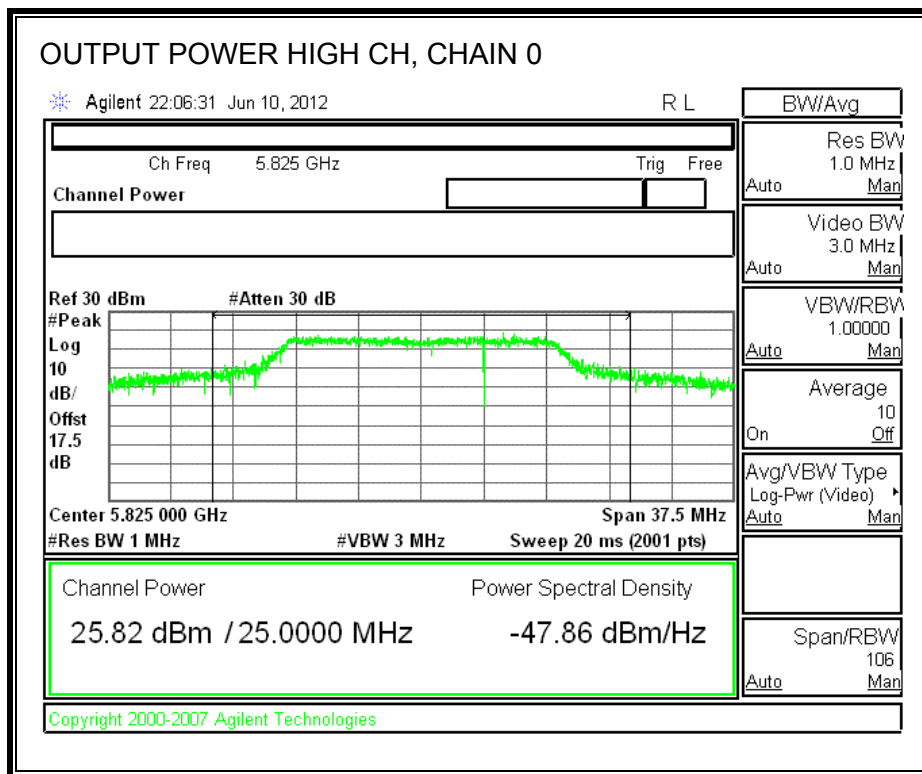 OUTPUT POWER HIGH CH, CHAIN 0
Agilent 22:06:31 Jun 10, 2012 R L
BW/Avg
Ch Freq 5.825 GHz Trig Free
Channel Power
Res BW
1.0 MHz
Auto Man
Video BW
3.0 MHz
Auto Man
VBW/RBW
1.00000
Auto Man
Average
10
On Off
Avg/VBW Type
Log-Pwr (Video)
Auto Man
Span/RBW
106
Auto Man
Ref 30 dBm #Atten 30 dB
#Peak
Log
10
dB/
Offst
17.5
dB
Center 5.825 000 GHz Span 37.5 MHz
#Res BW 1 MHz #VBW 3 MHz Sweep 20 ms (2001 pts)
Channel Power Power Spectral Density
25.82 dBm / 25.0000 MHz -47.86 dBm/Hz
Copyright 2000-2007 Agilent Technologies